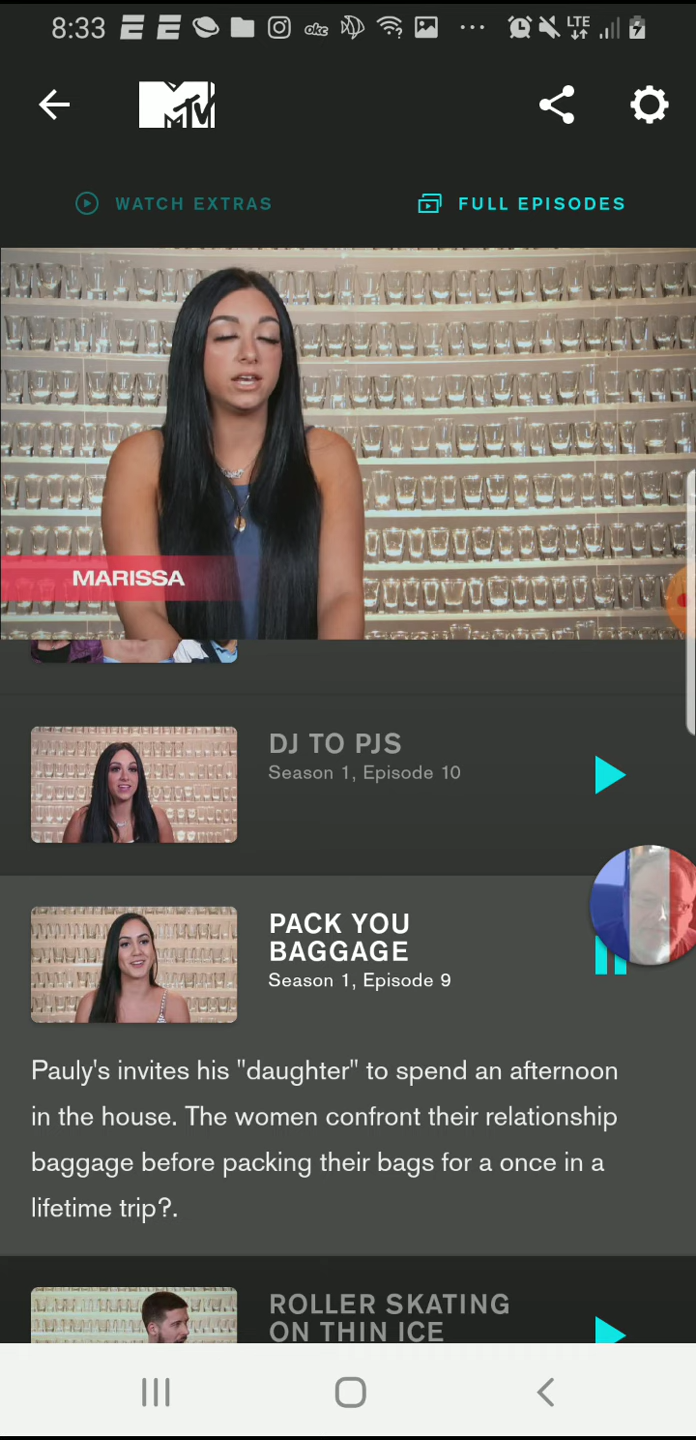 8:33
okc
LTE
MTV
WATCH EXTRAS
FULL EPISODES
MARISSA
DJ TO PJS
Season 1, Episode 10
PACK YOU
BAGGAGE
Season 1, Episode 9
Pauly's invites his "daughter" to spend an afternoon
in the house. The women confront their relationship
baggage before packing their bags for a once in a
lifetime trip?.
ROLLER SKATING
ON THIN ICE